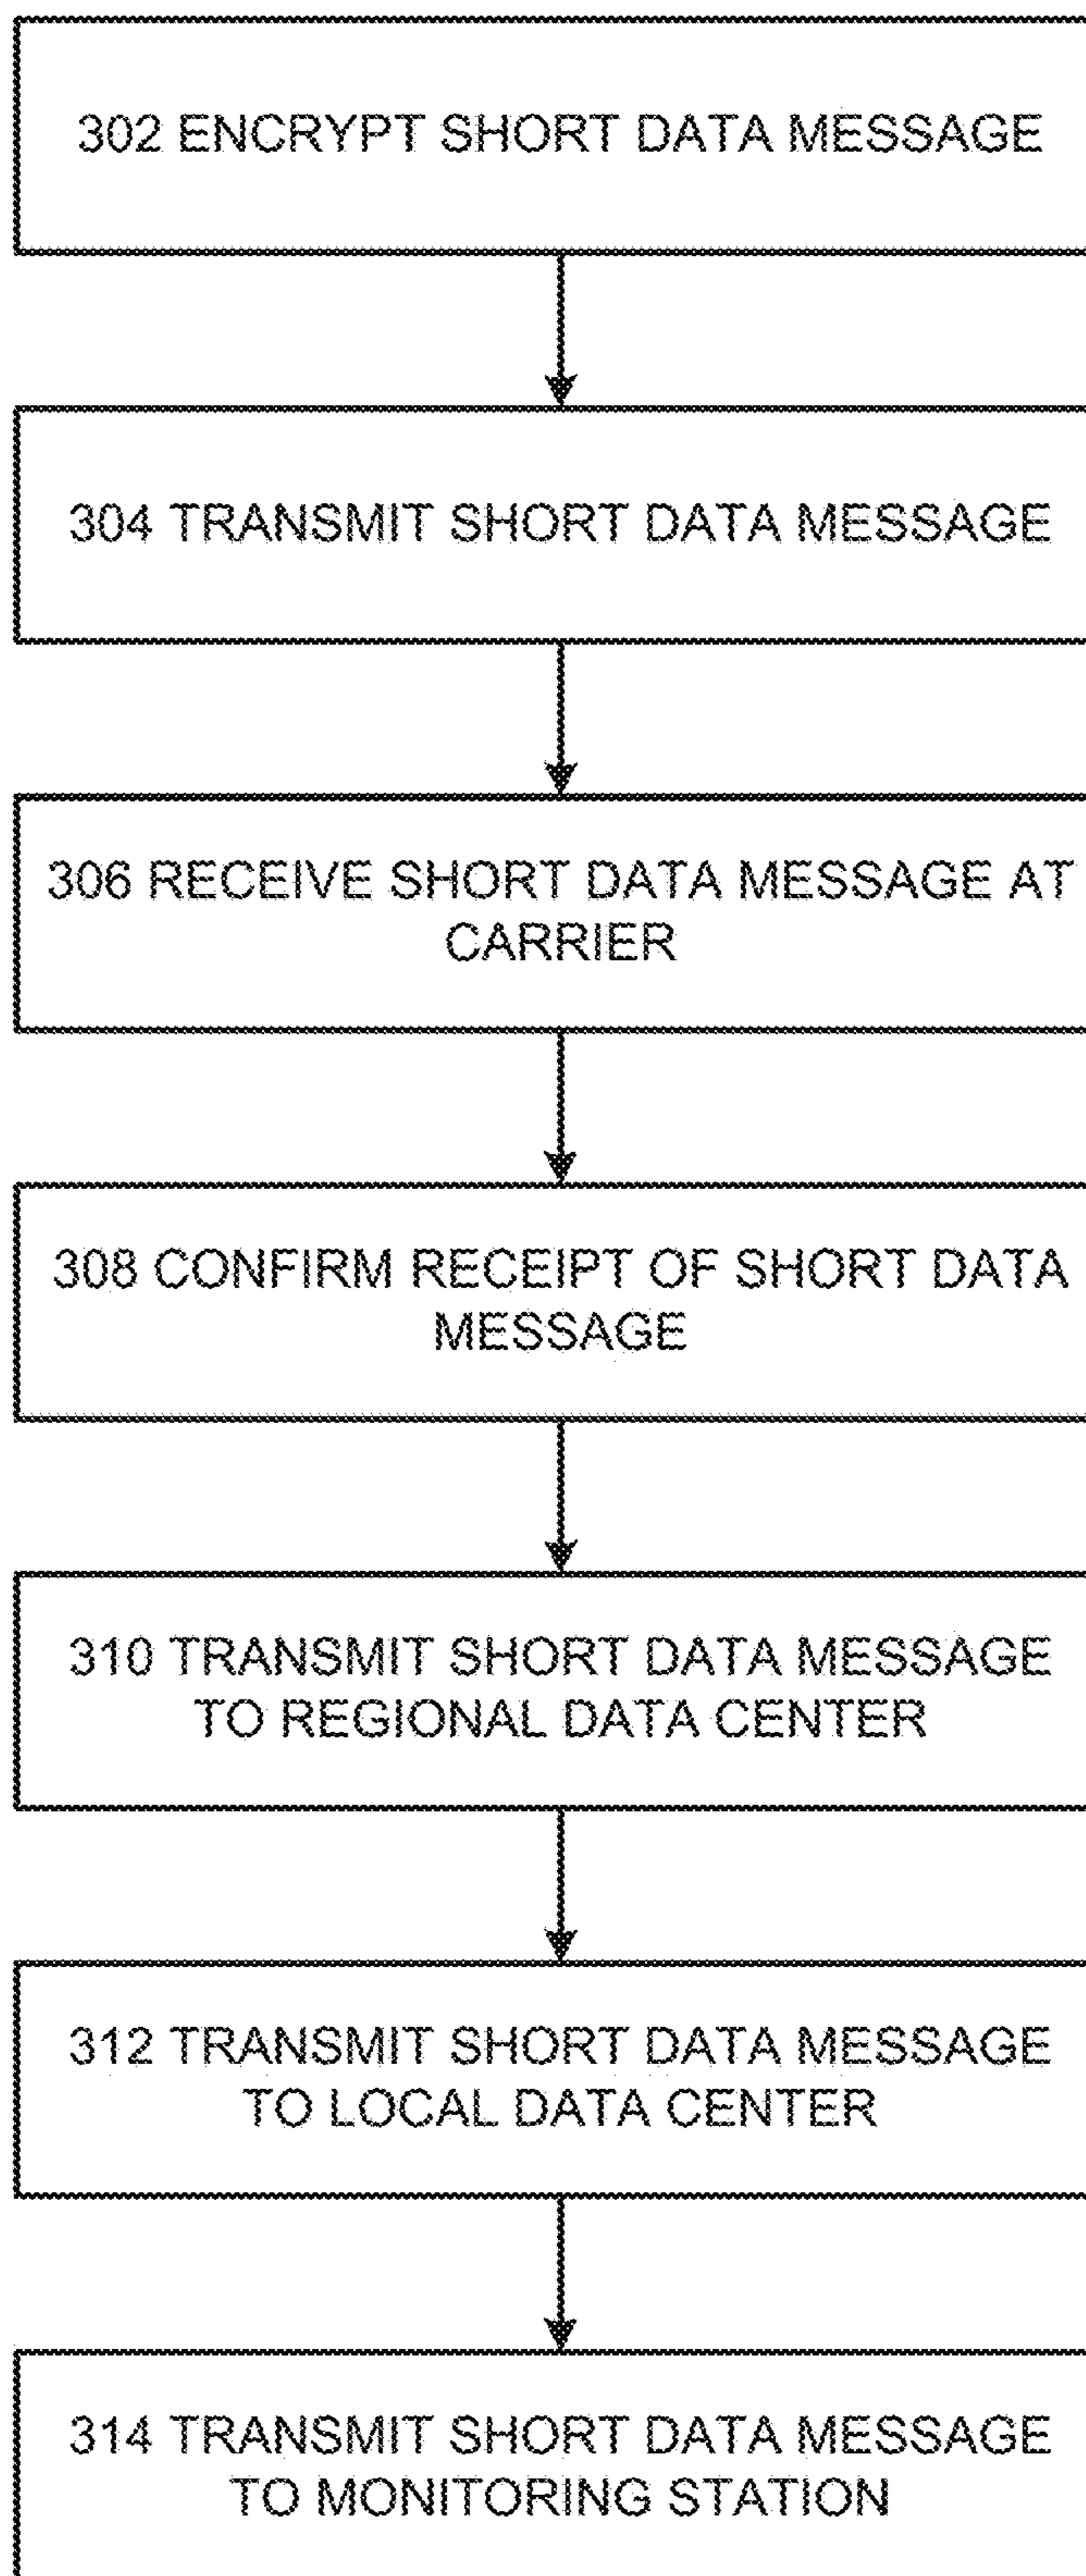 302 ENCRYPT SHORT DATA MESSAGE
304 TRANSMIT SHORT DATA MESSAGE
306 RECEIVE SHORT DATA MESSAGE AT
CARRIER
308 CONFIRM RECEIPT OF SHORT DATA
MESSAGE
310 TRANSMIT SHORT DATA MESSAGE
TO REGIONAL DATA CENTER
312 TRANSMIT SHORT DATA MESSAGE
TO LOCAL DATA CENTER
314 TRANSMIT SHORT DATA MESSAGE
TO MONITORING STATION